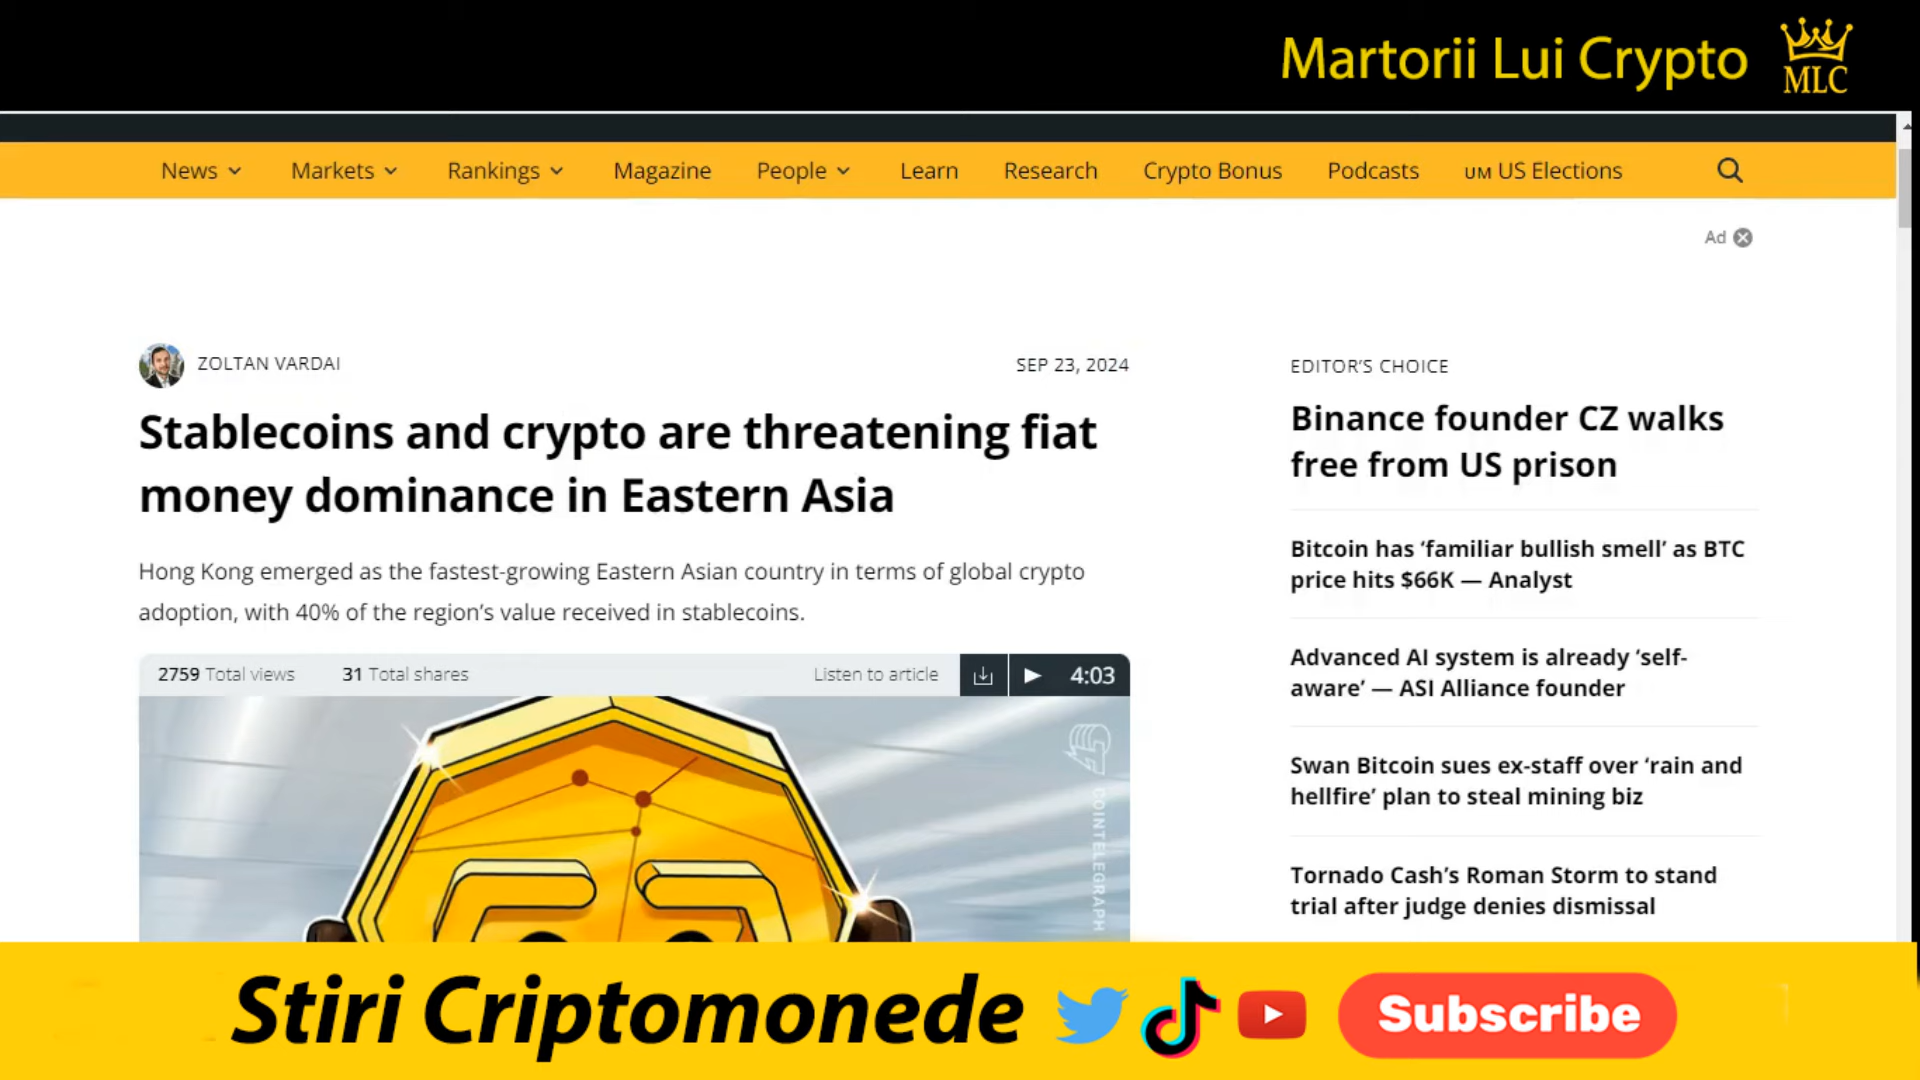 Martorii Lui Crypto
MLC
News Markets Rankings Magazine People Learn Research Crypto Bonus Podcasts UM US Elections
Ad
ZOLTAN VARDAI
SEP 23, 2024
Stablecoins and crypto are threatening fiat
money dominance in Eastern Asia
Hong Kong emerged as the fastest-growing Eastern Asian country in terms of global crypto
adoption, with 40% of the region’s value received in stablecoins.
2759 Total views 31 Total shares Listen to article 4:03
COINTELEGRAPH
EDITOR’S CHOICE
Binance founder CZ walks
free from US prison
Bitcoin has ‘familiar bullish smell’ as BTC
price hits $66K — Analyst
Advanced AI system is already ‘self-
aware’ — ASI Alliance founder
Swan Bitcoin sues ex-staff over ‘rain and
hellfire’ plan to steal mining biz
Tornado Cash’s Roman Storm to stand
trial after judge denies dismissal
Stiri Criptomonede
Subscribe